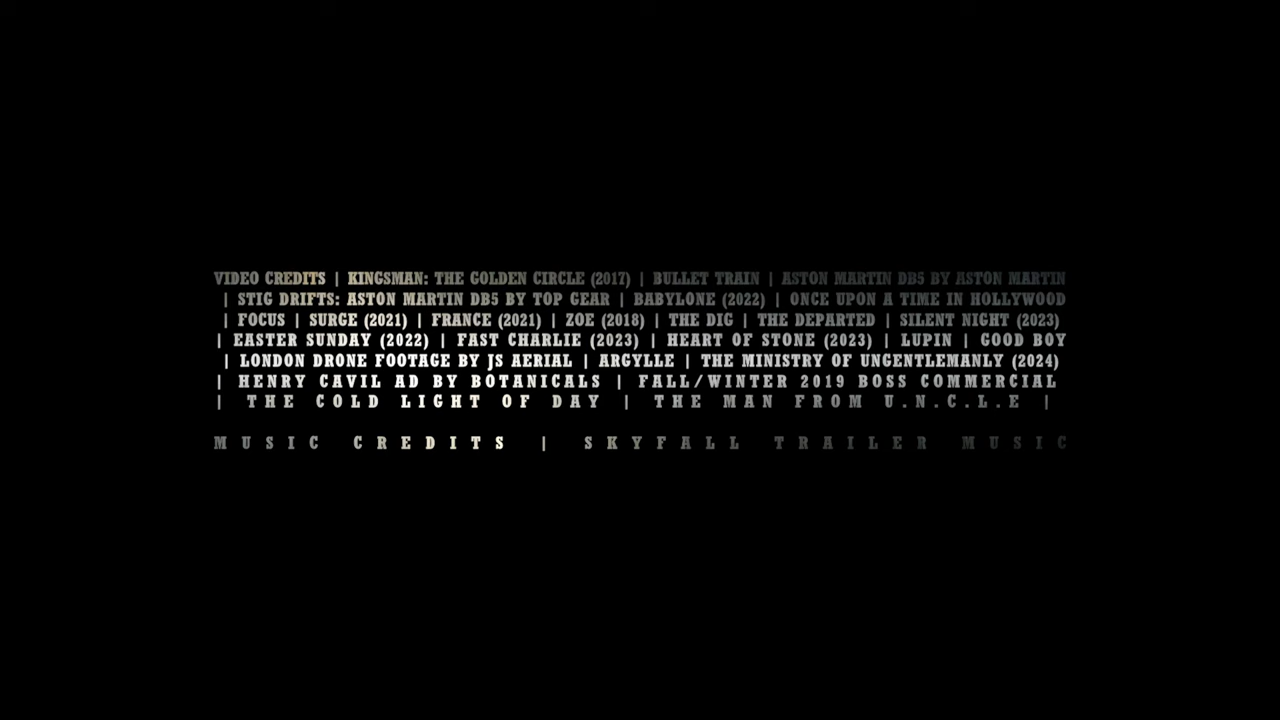 VIDEO CREDITS | KINGSMAN: THE GOLDEN CIRCLE (2017) | BULLET TRAIN | ASTON MARTIN DB5 BY ASTON MARTIN
| STIG DRIFTS: ASTON MARTIN DB5 BY TOP GEAR | BABYLONE (2022) | ONCE UPON A TIME IN HOLLYWOOD
| FOCUS | SURGE (2021) | FRANCE (2021) | ZOE (2018) | THE DIG | THE DEPARTED | SILENT NIGHT (2023)
| EASTER SUNDAY (2022) | FAST CHARLIE (2023) | HEART OF STONE (2023) | LUPIN | GOOD BOY
| LONDON DRONE FOOTAGE BY JS AERIAL | ARGYLLE | THE MINISTRY OF UNGENTLEMANLY (2024)
| HENRY CAVIL AD BY BOTANICALS | FALL/WINTER 2019 BOSS COMMERCIAL
| THE COLD LIGHT OF DAY | THE MAN FROM U.N.C.L.E |
MUSIC CREDITS | SKYFALL TRAILER MUSIC